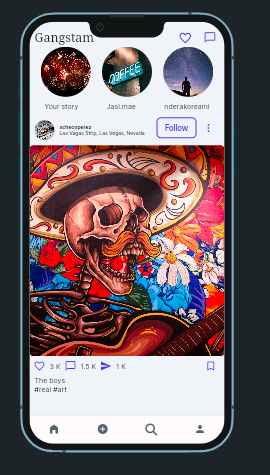 Gangstam
COFFEE
Your story
Jasi.mae
nderakoreami
schecoperez
Las Vegas Strip, Las Vegas, Nevada
Follow
3 K
1.5 K
1 K
The boys
#real #art